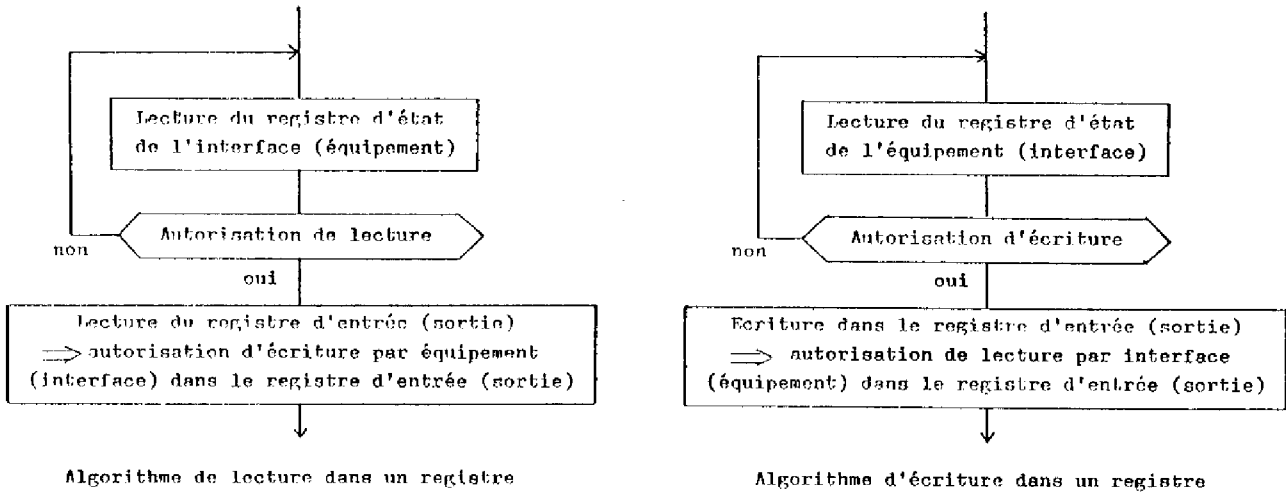 Lecture du registre d'état
de l'interface (équipement)
non
Autorisation de lecture
oui
Lecture du registre d'entrée (sortie)
⟹ autorisation d'écriture par équipement
(interface) dans le registre d'entrée (sortie)
Algorithme de lecture dans un registre
Lecture du registre d'état
de l'équipement (interface)
non
Autorisation d'écriture
oui
Ecriture dans le registre d'entrée (sortie)
⟹ autorisation de lecture par interface
(équipement) dans le registre d'entrée (sortie)
Algorithme d'écriture dans un registre